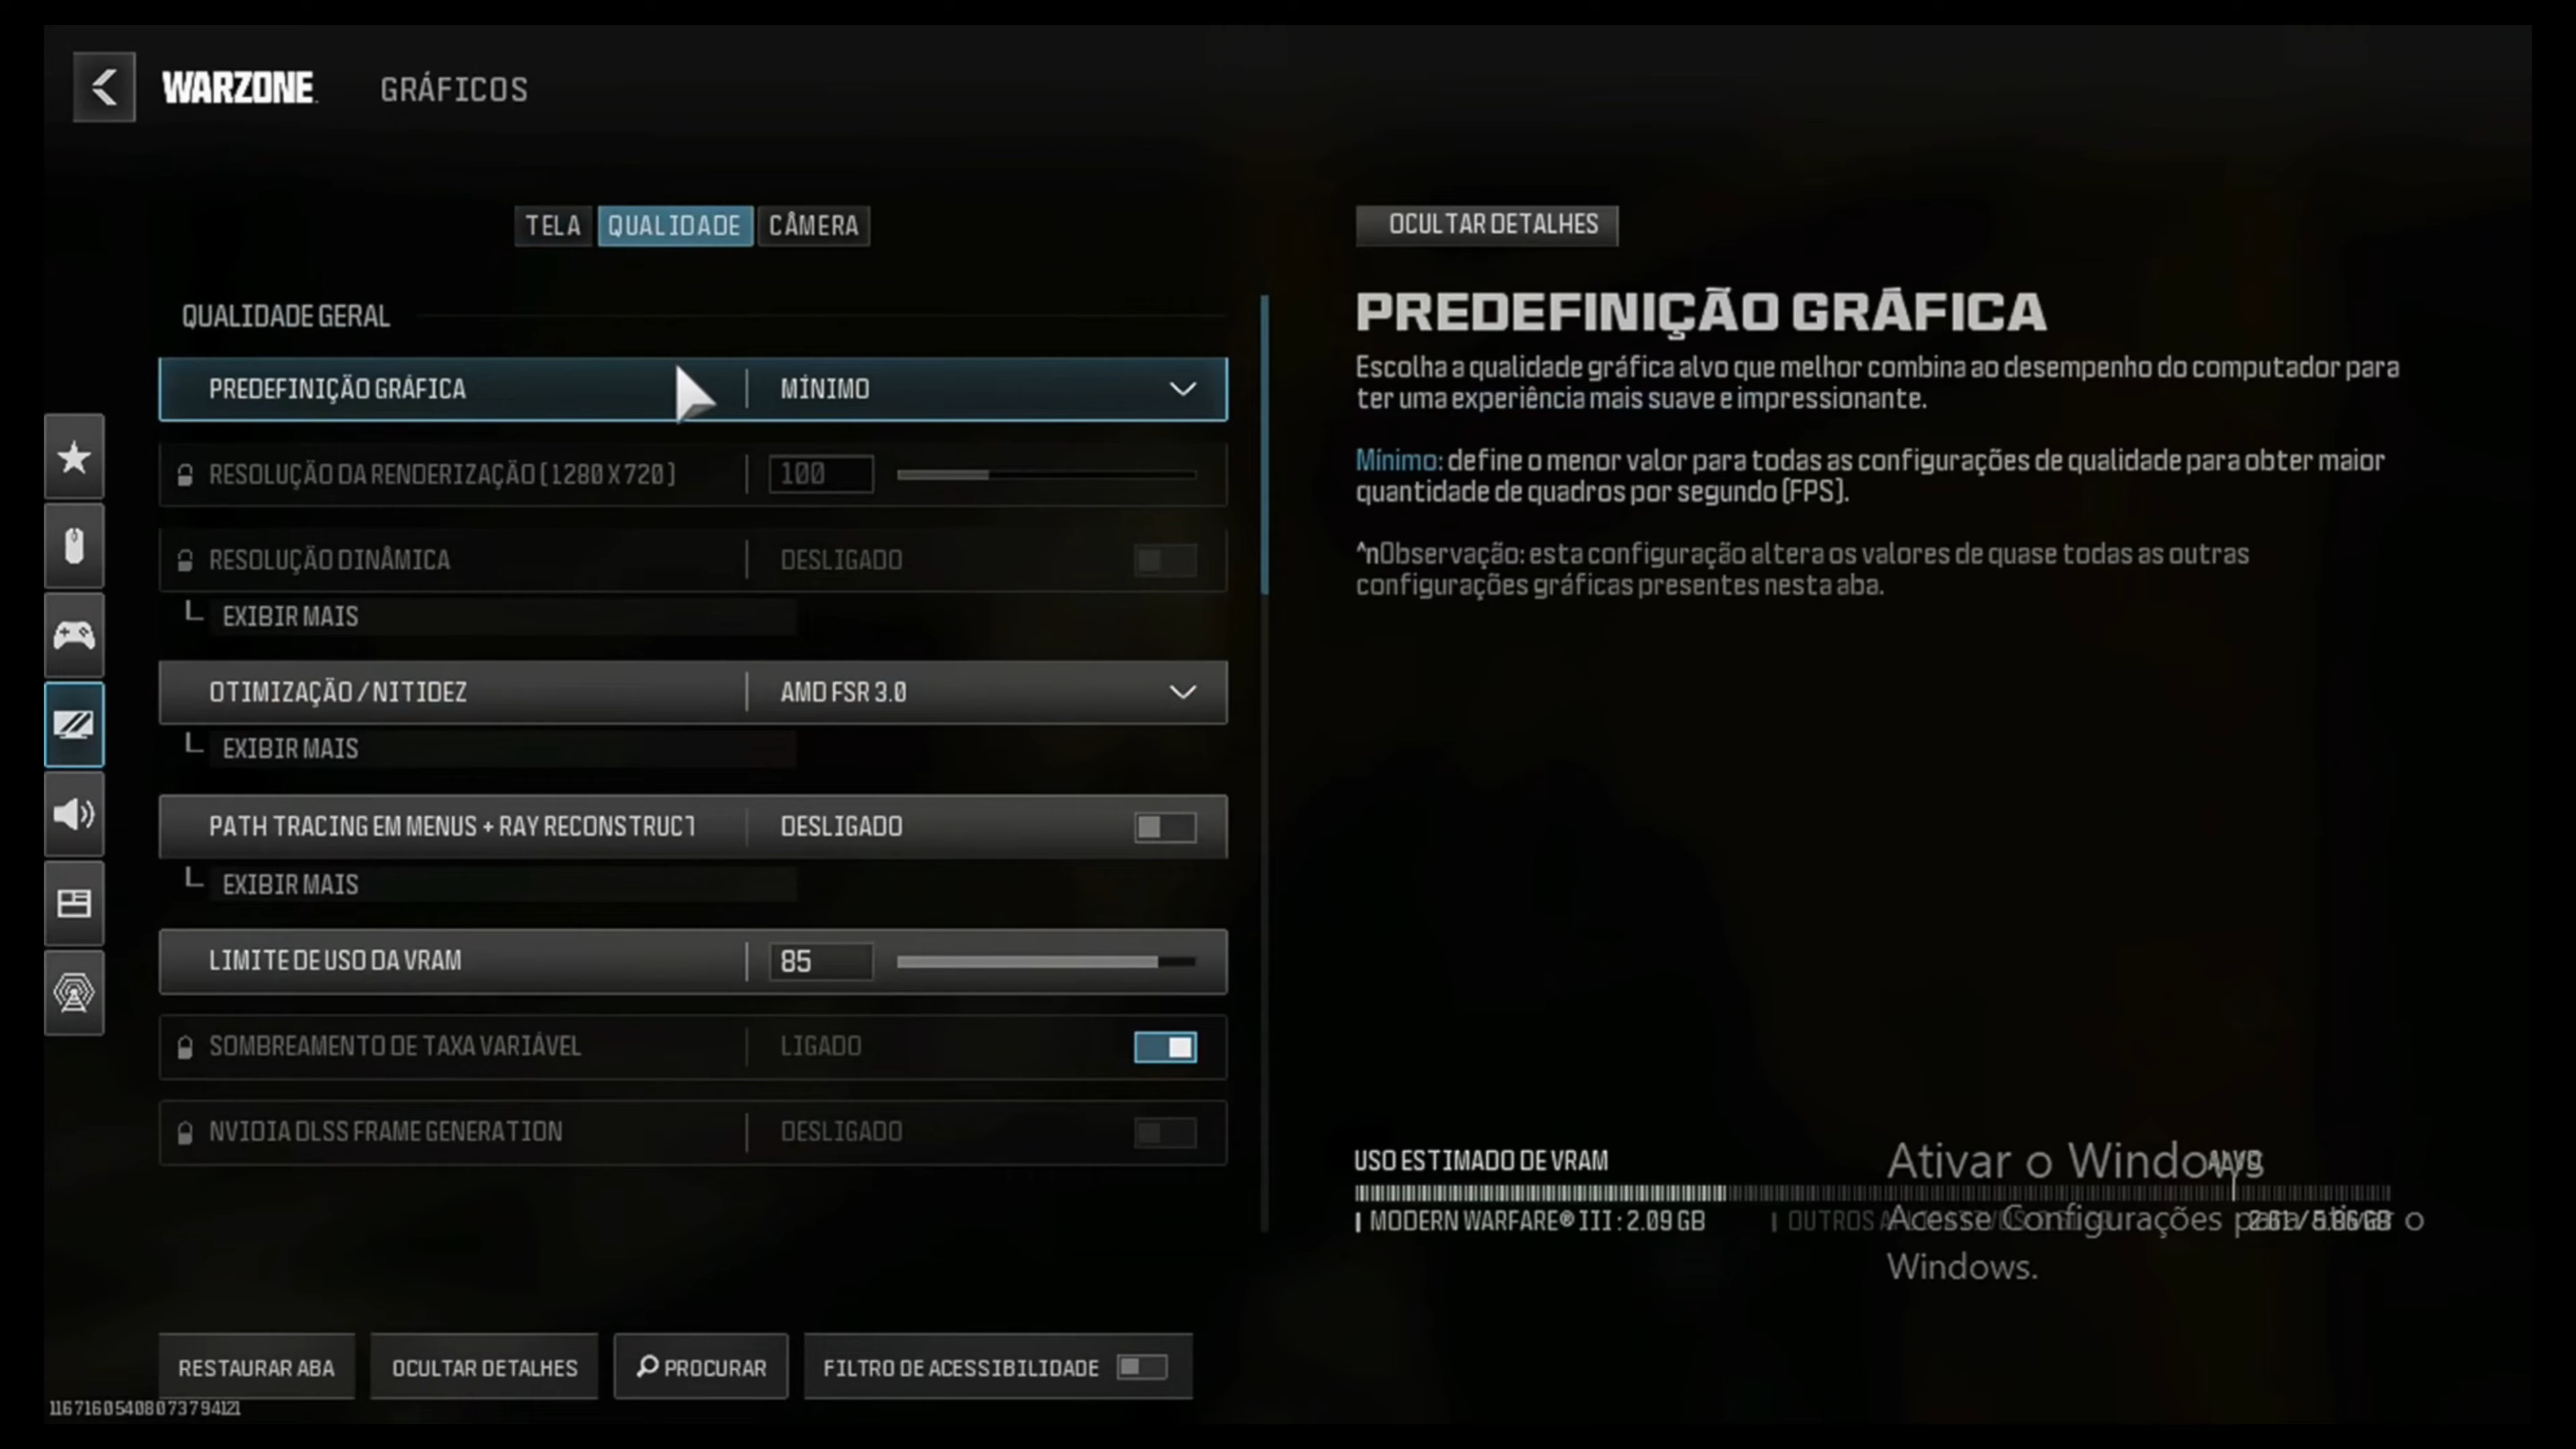 WARZONE
GRÁFICOS
TELA
QUALIDADE
CÂMERA
OCULTAR DETALHES
QUALIDADE GERAL
PREDEFINIÇÃO GRÁFICA
MÍNIMO
RESOLUÇÃO DA RENDERIZAÇÃO (1280 X 720)
100
RESOLUÇÃO DINÂMICA
DESLIGADO
EXIBIR MAIS
OTIMIZAÇÃO / NITIDEZ
AMD FSR 3.0
EXIBIR MAIS
PATH TRACING EM MENUS + RAY RECONSTRUCT
DESLIGADO
EXIBIR MAIS
LIMITE DE USO DA VRAM
85
SOMBREAMENTO DE TAXA VARIÁVEL
LIGADO
NVIDIA DLSS FRAME GENERATION
DESLIGADO
PREDEFINIÇÃO GRÁFICA
Escolha a qualidade gráfica alvo que melhor combina ao desempenho do computador para
ter uma experiência mais suave e impressionante.
Mínimo: define o menor valor para todas as configurações de qualidade para obter maior
quantidade de quadros por segundo (FPS).
^nObservação: esta configuração altera os valores de quase todas as outras
configurações gráficas presentes nesta aba.
USO ESTIMADO DE VRAM
ALVO
MODERN WARFARE® III : 2.09 GB
OUTROS
Ativar o Windows
Acesse Configurações para ativar o
Windows.
RESTAURAR ABA
OCULTAR DETALHES
PROCURAR
FILTRO DE ACESSIBILIDADE
11671605408073794121